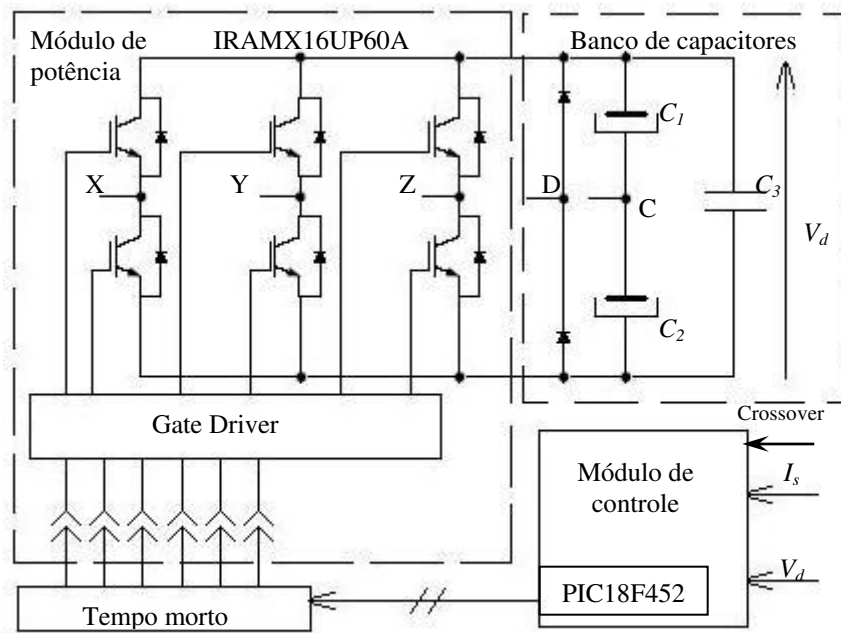 Módulo de
potência
IRAMX16UP60A
Banco de capacitores
X
Y
Z
D
C
C1
C2
C3
Vd
Gate Driver
Crossover
Módulo de
controle
Is
Vd
PIC18F452
Tempo morto